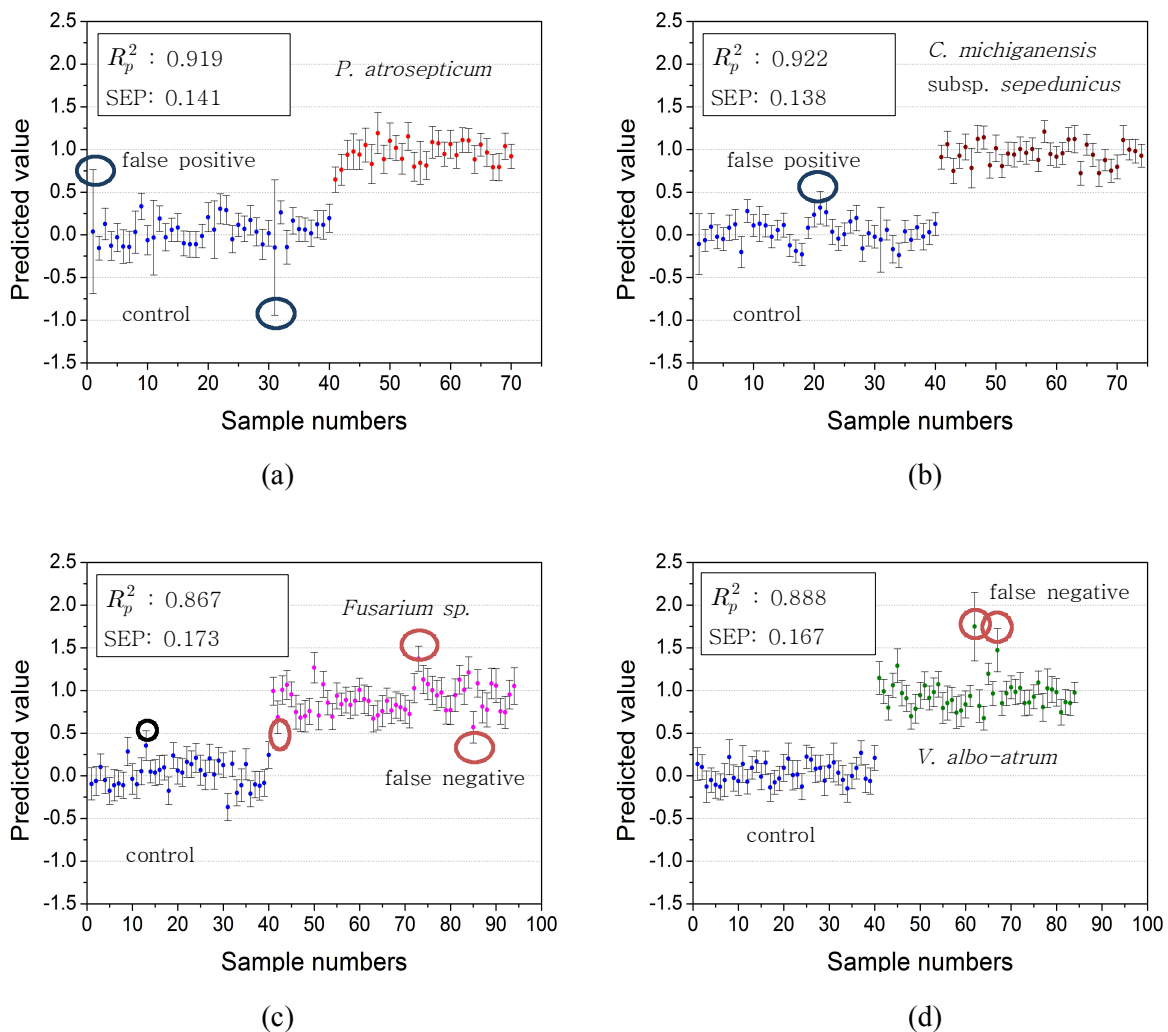 2.5
2.0
1.5
1.0
0.5
0.0
-0.5
-1.0
-1.5
Predicted value
R_p^2 : 0.919
SEP: 0.141
P. atrosepticum
false positive
control
0 10 20 30 40 50 60 70
Sample numbers
(a)
2.5
2.0
1.5
1.0
0.5
0.0
-0.5
-1.0
-1.5
Predicted value
R_p^2 : 0.922
SEP: 0.138
C. michiganensis
subsp. sepedunicus
false positive
control
0 10 20 30 40 50 60 70
Sample numbers
(b)
2.5
2.0
1.5
1.0
0.5
0.0
-0.5
-1.0
-1.5
Predicted value
R_p^2 : 0.867
SEP: 0.173
Fusarium sp.
false negative
control
0 10 20 30 40 50 60 70 80 90 100
Sample numbers
(c)
2.5
2.0
1.5
1.0
0.5
0.0
-0.5
-1.0
-1.5
Predicted value
R_p^2 : 0.888
SEP: 0.167
false negative
V. albo-atrum
control
0 10 20 30 40 50 60 70 80 90 100
Sample numbers
(d)